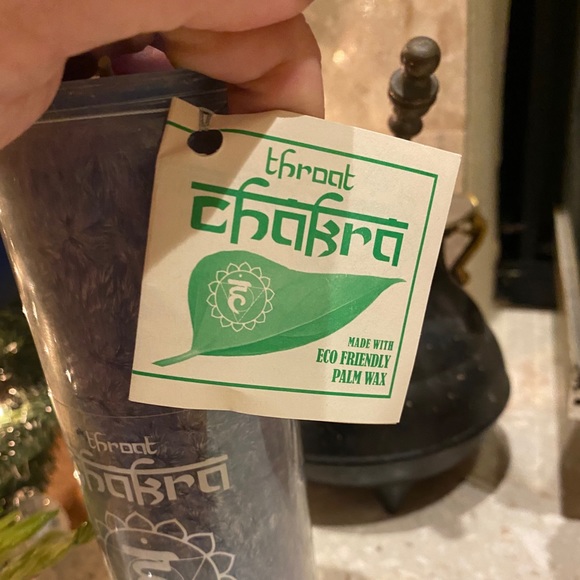 throat
chakra
हं
MADE WITH
ECO FRIENDLY
PALM WAX
throat
chakra
हं